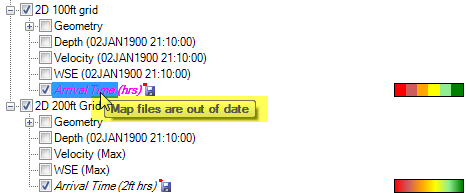 2D 100ft grid
Geometry
Depth (02JAN1900 21:10:00)
Velocity (02JAN1900 21:10:00)
WSE (02JAN1900 21:10:00)
Arrival Time (hrs)
Map files are out of date
2D 200ft Grid
Geometry
Depth (02JAN1900 21:10:00)
Velocity (Max)
WSE (Max)
Arrival Time (2ft hrs)